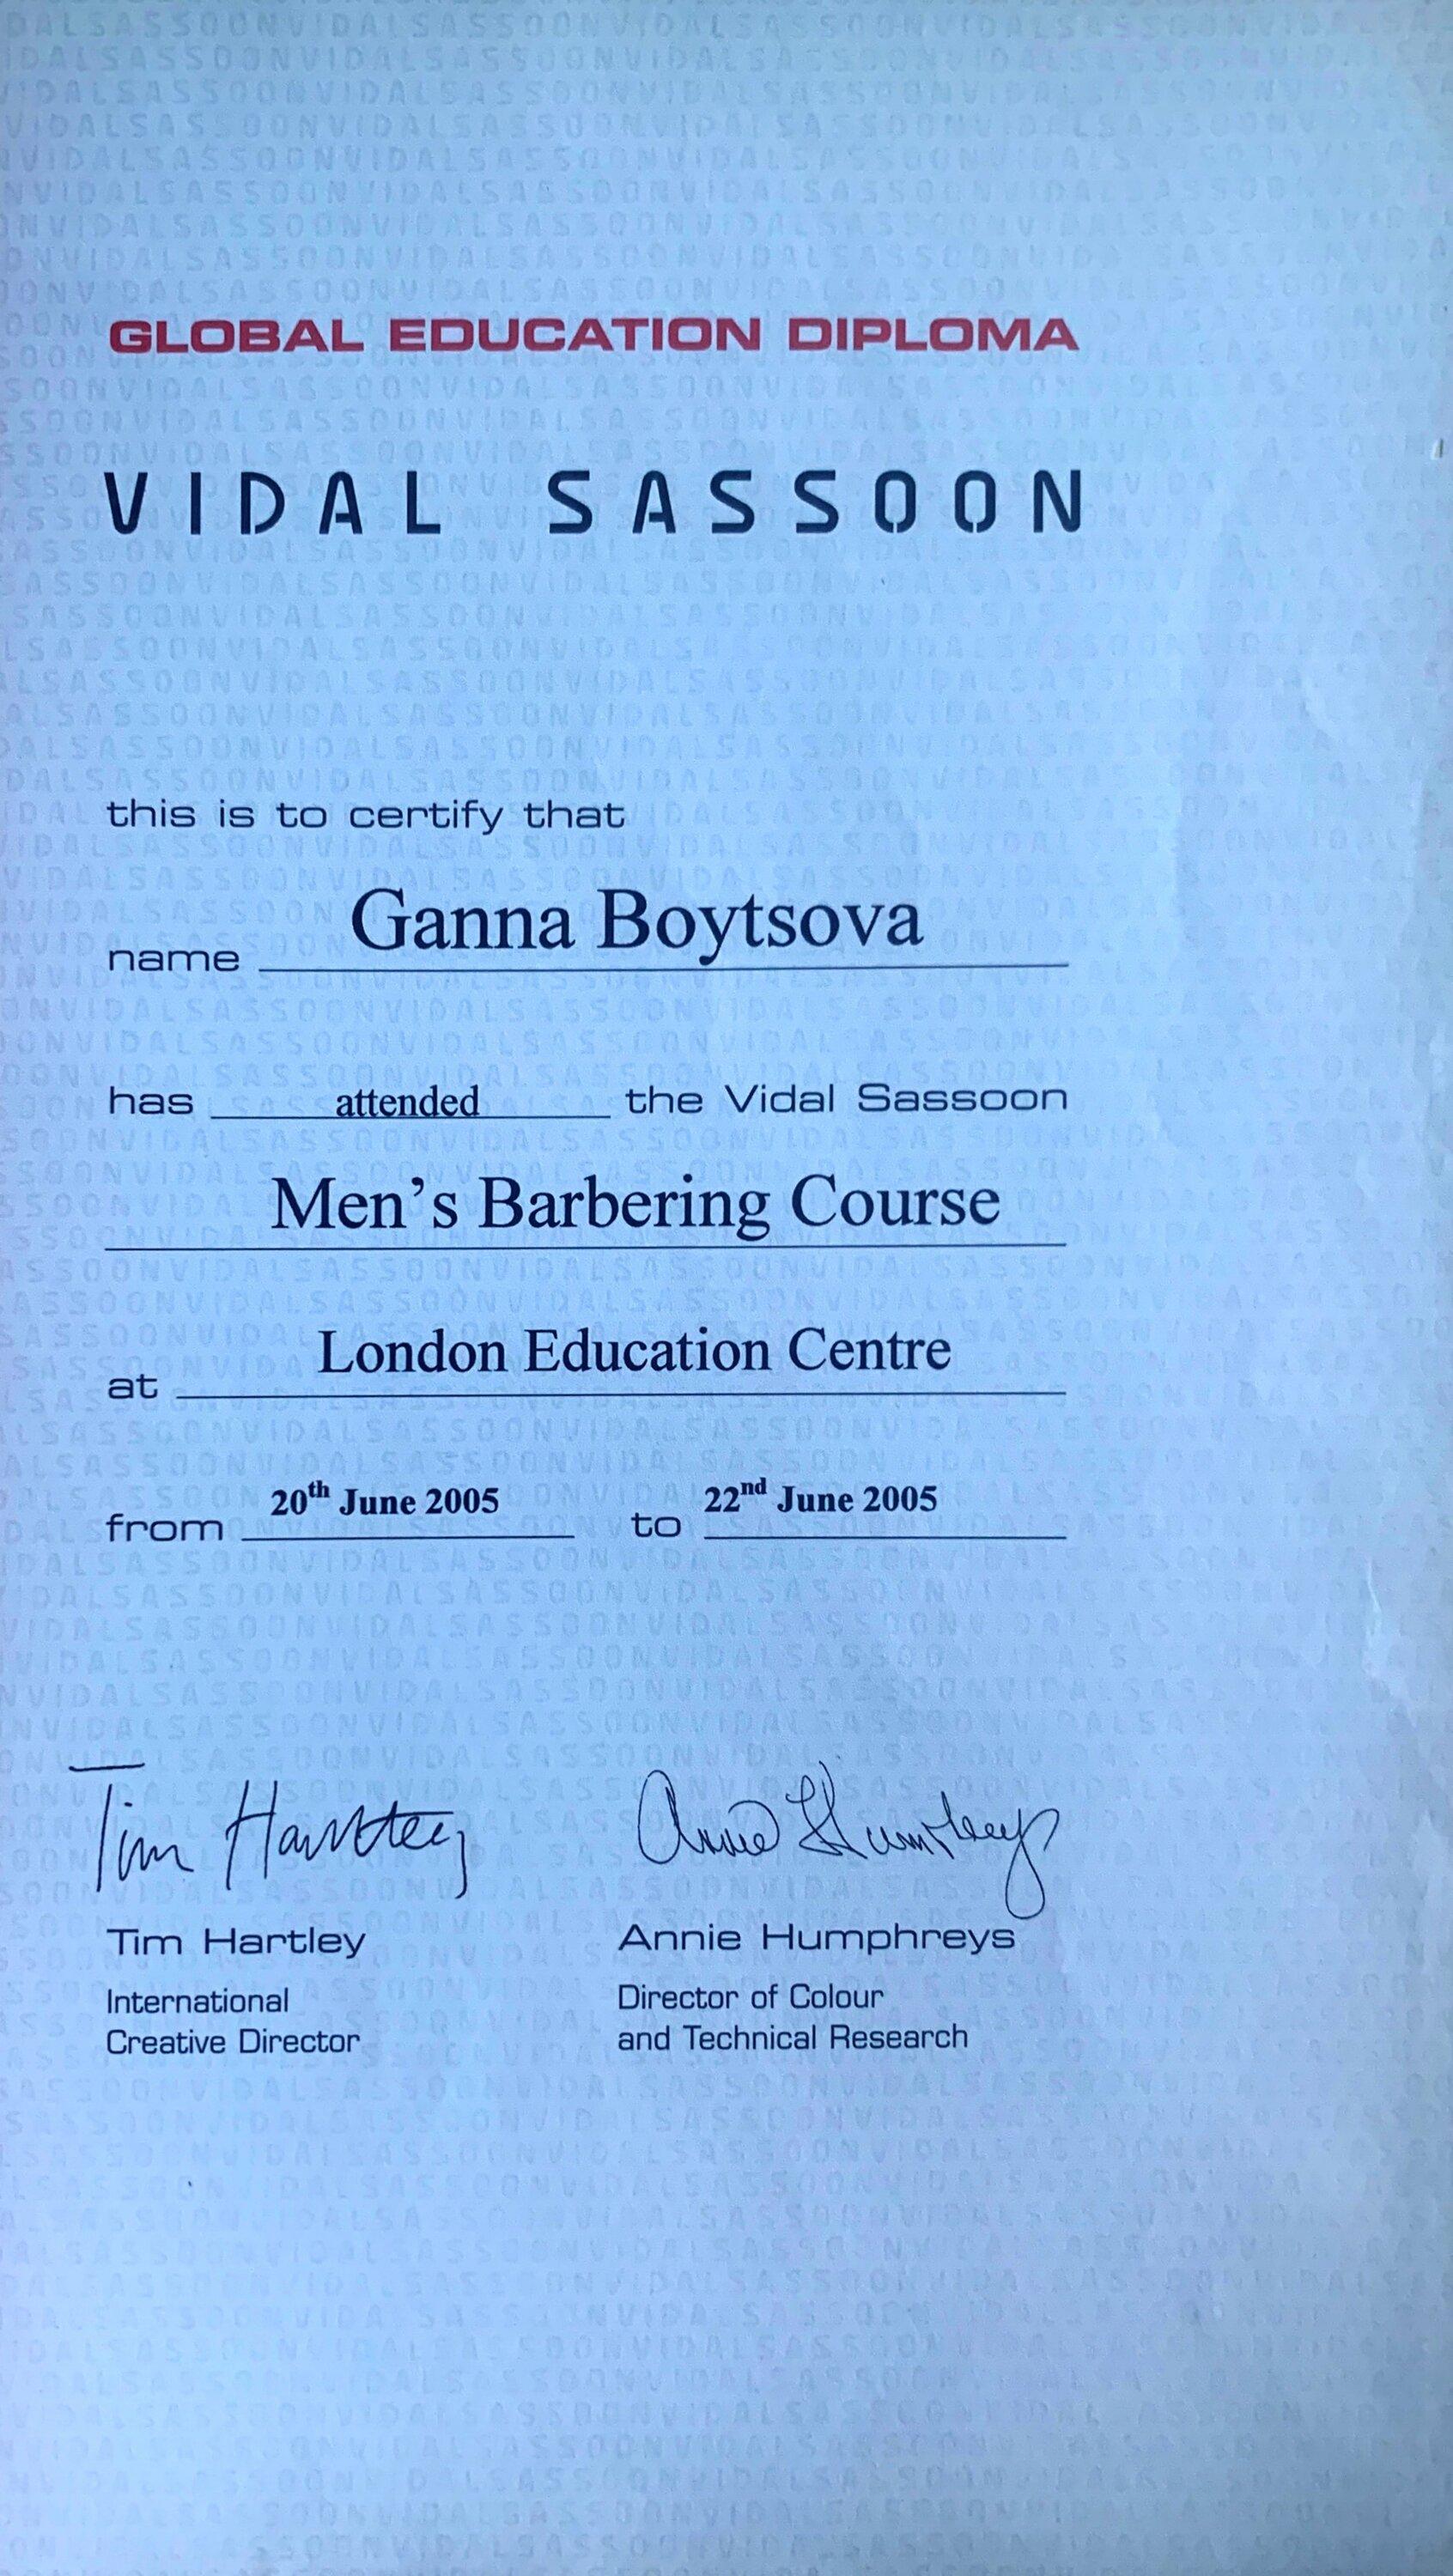 GLOBAL EDUCATION DIPLOMA
VIDAL SASSOON
this is to certify that
name Ganna Boytsova
has attended the Vidal Sassoon
Men's Barbering Course
at London Education Centre
from 20th June 2005 to 22nd June 2005
Tim Hartley Annie Humphreys
Tim Hartley Annie Humphreys
International Director of Colour
Creative Director and Technical Research